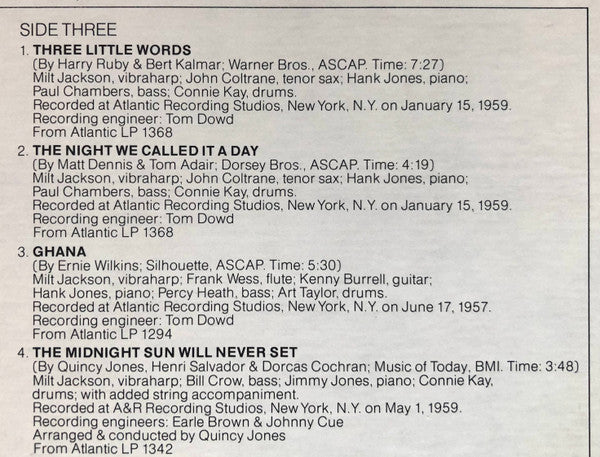 SIDE THREE
1. THREE LITTLE WORDS
(By Harry Ruby & Bert Kalmar; Warner Bros., ASCAP. Time: 7:27)
Milt Jackson, vibraharp; John Coltrane, tenor sax; Hank Jones, piano;
Paul Chambers, bass; Connie Kay, drums.
Recorded at Atlantic Recording Studios, New York, N.Y. on January 15, 1959.
Recording engineer: Tom Dowd
From Atlantic LP 1368
2. THE NIGHT WE CALLED IT A DAY
(By Matt Dennis & Tom Adair; Dorsey Bros., ASCAP. Time: 4:19)
Milt Jackson, vibraharp; John Coltrane, tenor sax; Hank Jones, piano;
Paul Chambers, bass; Connie Kay, drums.
Recorded at Atlantic Recording Studios, New York, N.Y. on January 15, 1959.
Recording engineer: Tom Dowd
From Atlantic LP 1368
3. GHANA
(By Ernie Wilkins; Silhouette, ASCAP. Time: 5:30)
Milt Jackson, vibraharp; Frank Wess, flute; Kenny Burrell, guitar;
Hank Jones, piano; Percy Heath, bass; Art Taylor, drums.
Recorded at Atlantic Recording Studios, New York, N.Y. on June 17, 1957.
Recording engineer: Tom Dowd
From Atlantic LP 1294
4. THE MIDNIGHT SUN WILL NEVER SET
(By Quincy Jones, Henri Salvador & Dorcas Cochran; Music of Today, BMI. Time: 3:48)
Milt Jackson, vibraharp; Bill Crow, bass; Jimmy Jones, piano; Connie Kay,
drums; with added string accompaniment.
Recorded at A&R Recording Studios, New York, N.Y. on May 1, 1959.
Recording engineers: Earle Brown & Johnny Cue
Arranged & conducted by Quincy Jones
From Atlantic LP 1342